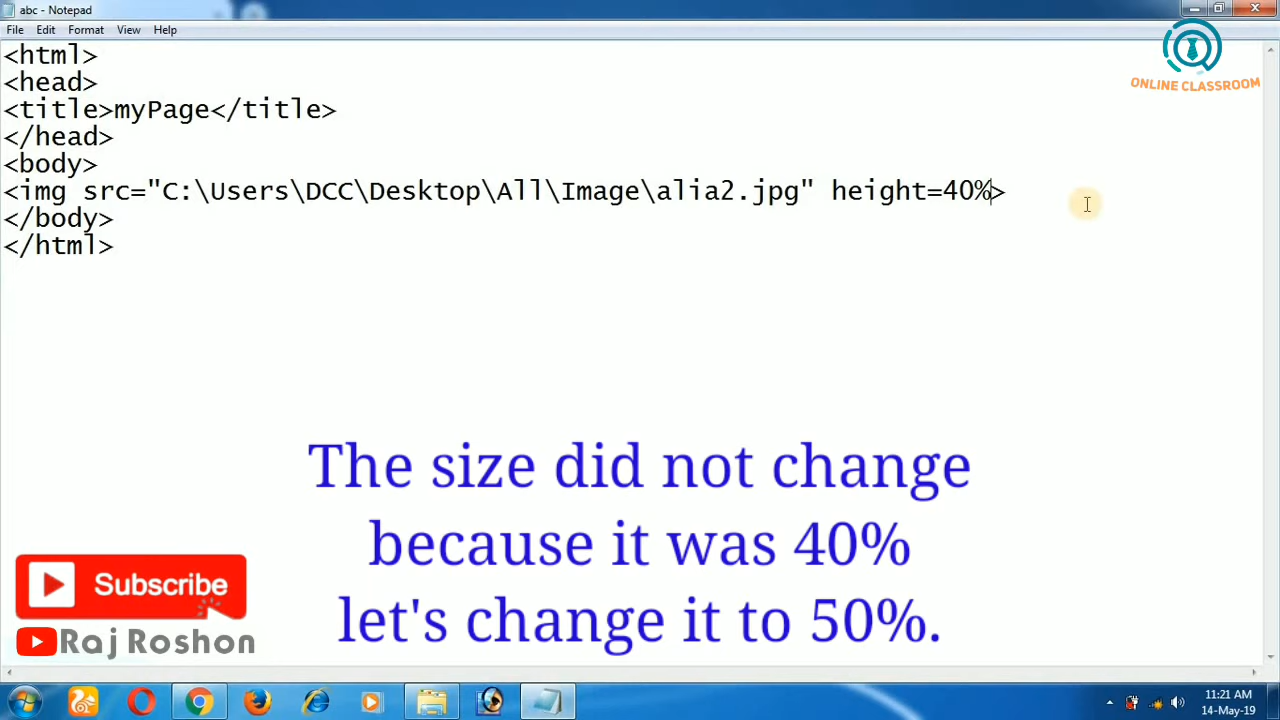 abc - Notepad
File Edit Format View Help
ONLINE CLASSROOM
<html>
<head>
<title>myPage</title>
</head>
<body>
<img src="C:\Users\DCC\Desktop\All\Image\alia2.jpg" height=40%>
</body>
</html>
The size did not change
because it was 40%
let's change it to 50%.
Subscribe
Raj Roshon
11:21 AM
14-May-19